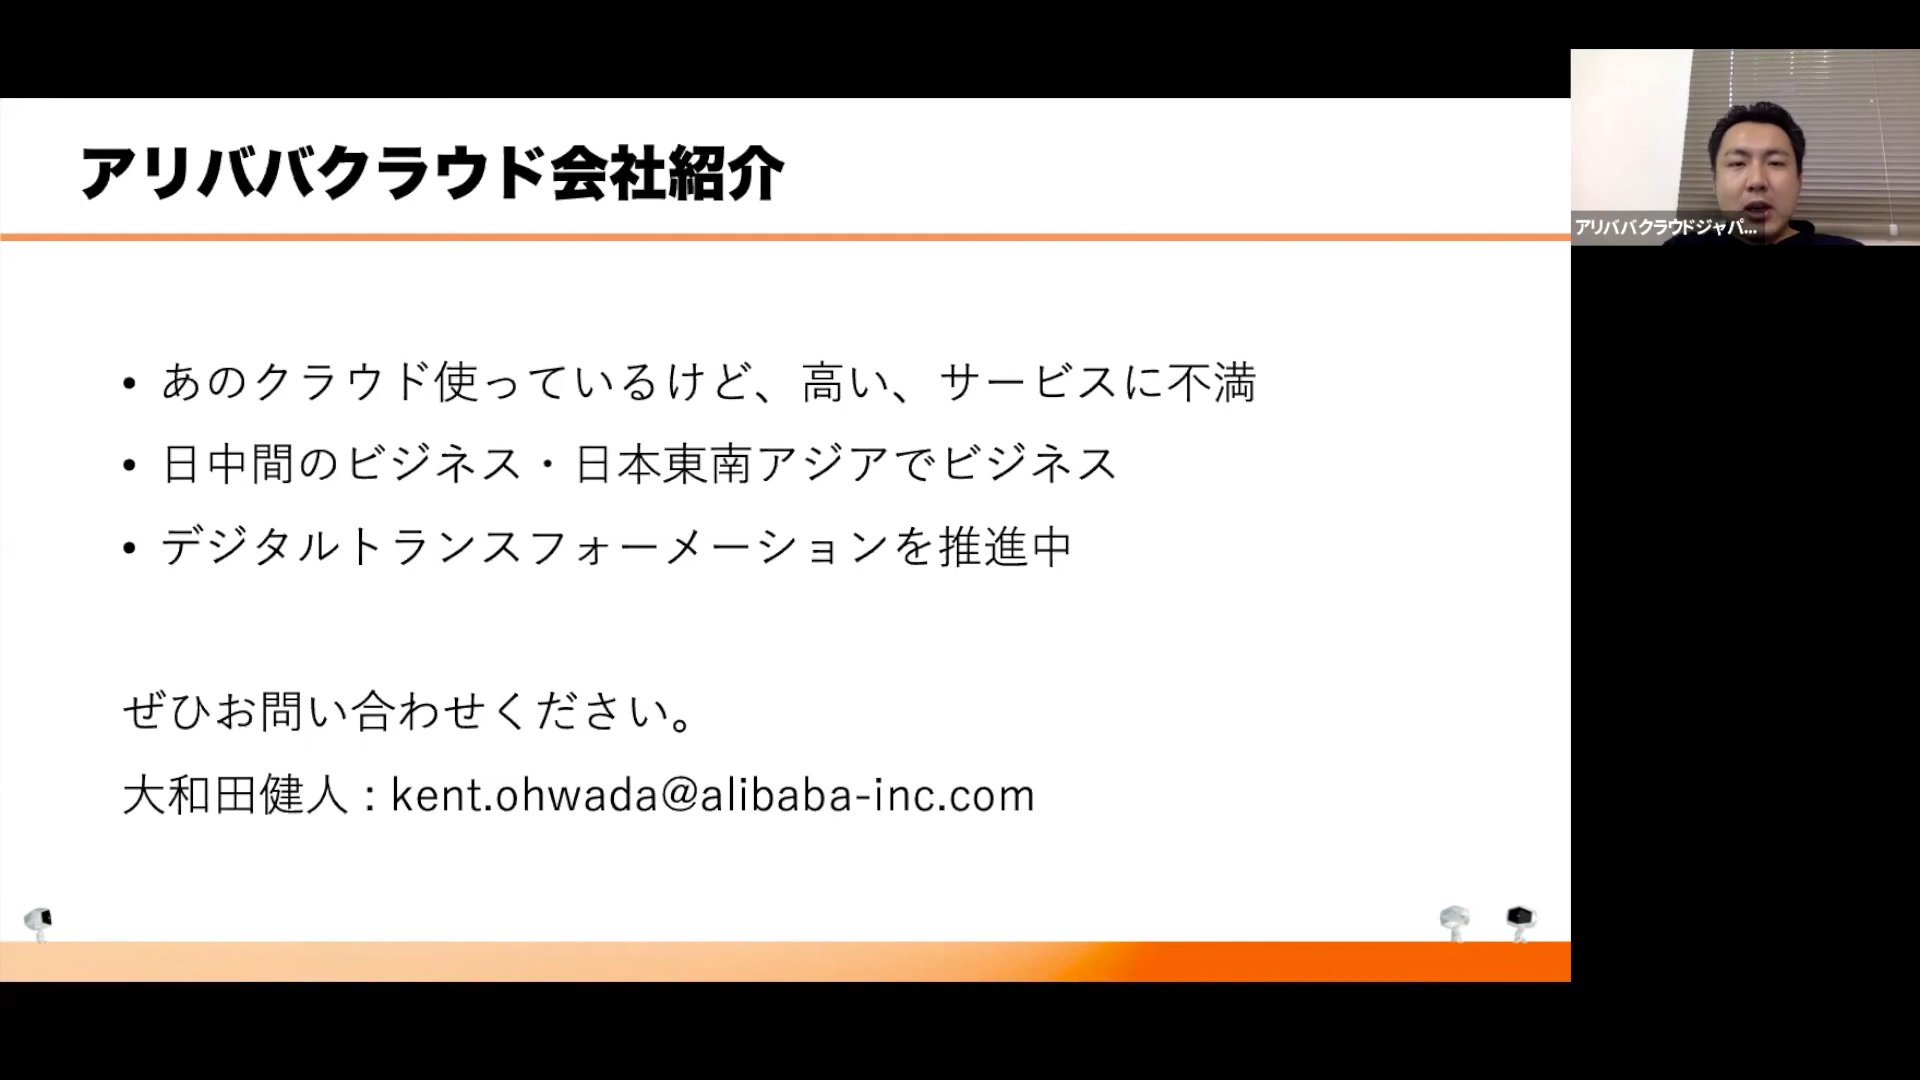 アリババクラウド会社紹介
アリババクラウドジャパ...
• あのクラウド使っているけど、高い、サービスに不満
• 日中間のビジネス・日本東南アジアでビジネス
• デジタルトランスフォーメーションを推進中
ぜひお問い合わせください。
大和田健人 : kent.ohwada@alibaba-inc.com